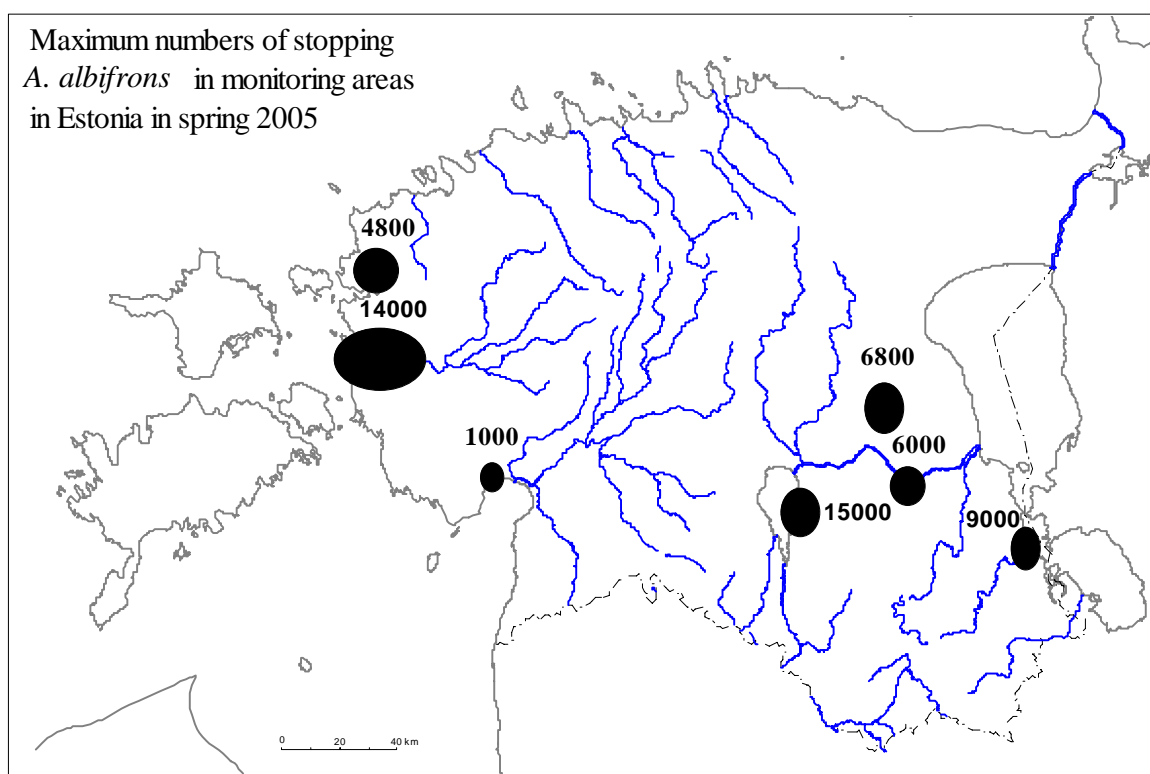 Maximum numbers of stopping
A. albifrons in monitoring areas
in Estonia in spring 2005
4800
14000
6800
1000
6000
15000
9000
0 20 40 km